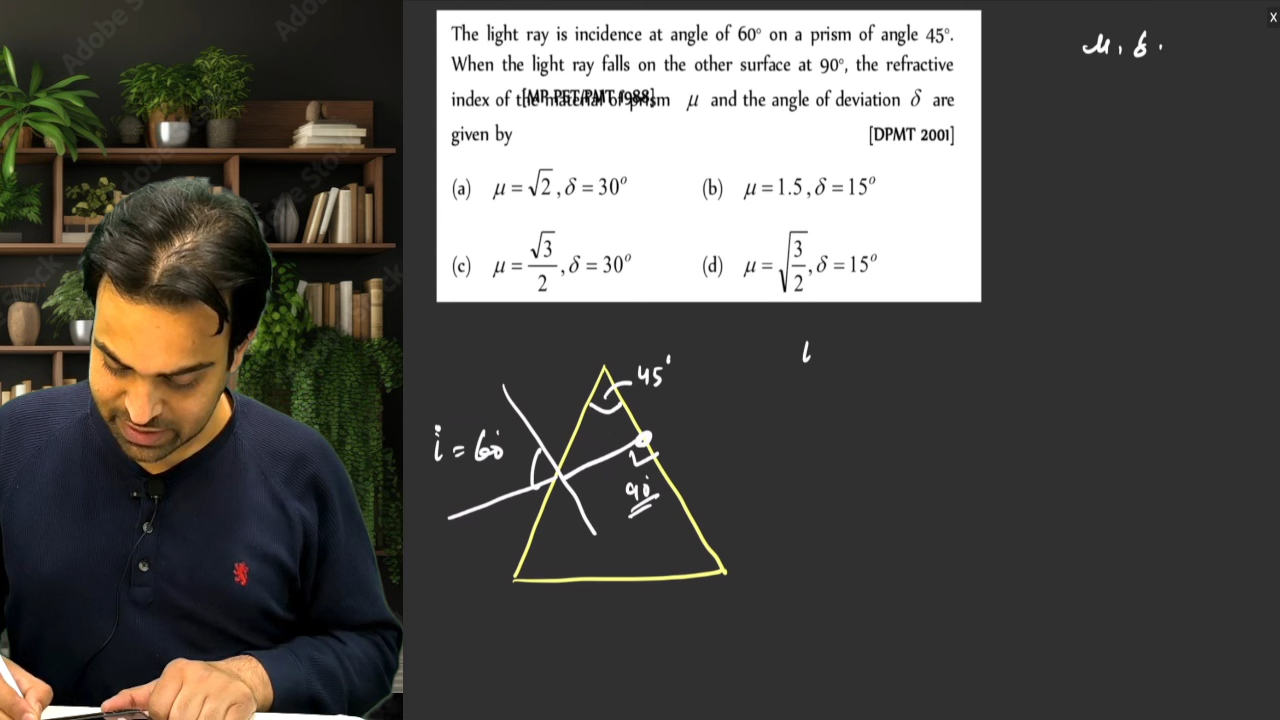 The light ray is incidence at angle of 60° on a prism of angle 45°.
When the light ray falls on the other surface at 90°, the refractive
index of the material of prism μ and the angle of deviation δ are
[MP PET/PMT 1988]
given by [DPMT 2001]
(a) μ = √2, δ = 30° (b) μ = 1.5, δ = 15°
(c) μ = √3/2, δ = 30° (d) μ = √(3/2), δ = 15°
μ, δ.
X
i
45°
i = 60°
90°
Adobe Stock